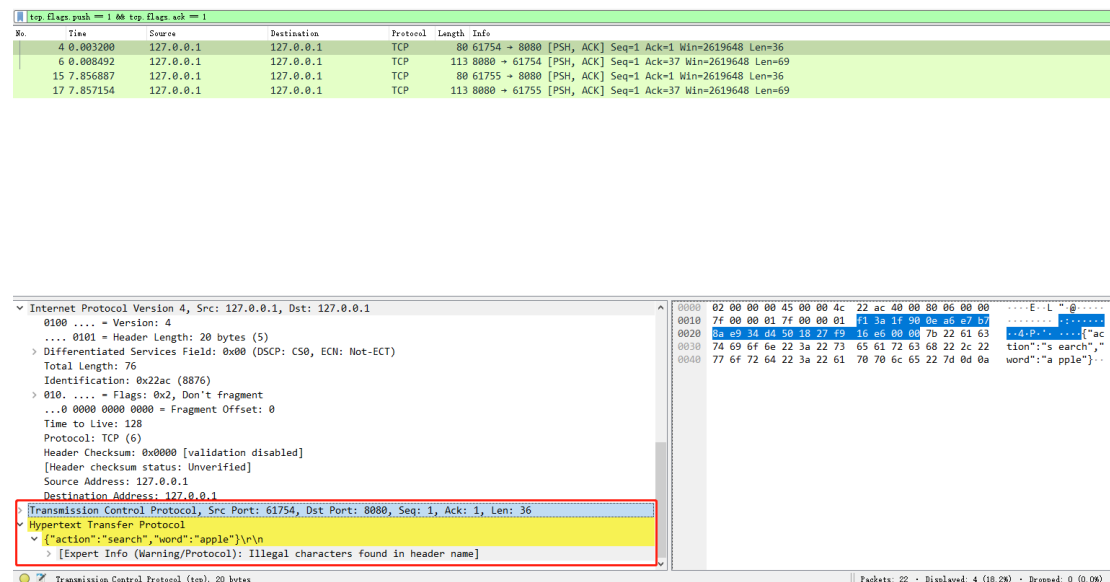 tcp.flags.push == 1 && tcp.flags.ack == 1
No. Time Source Destination Protocol Length Info
4 0.003200 127.0.0.1 127.0.0.1 TCP 80 61754 → 8080 [PSH, ACK] Seq=1 Ack=1 Win=2619648 Len=36
6 0.008492 127.0.0.1 127.0.0.1 TCP 113 8080 → 61754 [PSH, ACK] Seq=1 Ack=37 Win=2619648 Len=69
15 7.856887 127.0.0.1 127.0.0.1 TCP 80 61755 → 8080 [PSH, ACK] Seq=1 Ack=1 Win=2619648 Len=36
17 7.857154 127.0.0.1 127.0.0.1 TCP 113 8080 → 61755 [PSH, ACK] Seq=1 Ack=37 Win=2619648 Len=69
Internet Protocol Version 4, Src: 127.0.0.1, Dst: 127.0.0.1
0100 .... = Version: 4
.... 0101 = Header Length: 20 bytes (5)
Differentiated Services Field: 0x00 (DSCP: CS0, ECN: Not-ECT)
Total Length: 76
Identification: 0x22ac (8876)
010. .... = Flags: 0x2, Don't fragment
...0 0000 0000 0000 = Fragment Offset: 0
Time to Live: 128
Protocol: TCP (6)
Header Checksum: 0x0000 [validation disabled]
[Header checksum status: Unverified]
Source Address: 127.0.0.1
Destination Address: 127.0.0.1
Transmission Control Protocol, Src Port: 61754, Dst Port: 8080, Seq: 1, Ack: 1, Len: 36
Hypertext Transfer Protocol
{"action":"search","word":"apple"}\r\n
[Expert Info (Warning/Protocol): Illegal characters found in header name]
0000 02 00 00 00 45 00 00 4c 22 ac 40 00 80 06 00 00 ····E··L "·@·····
0010 7f 00 00 01 7f 00 00 01 f1 3a 1f 90 0e a6 e7 b7 ········ ·:······
0020 8a e9 34 d4 50 18 27 f9 16 e6 00 00 7b 22 61 63 ··4·P·'· ····{"ac
0030 74 69 6f 6e 22 3a 22 73 65 61 72 63 68 22 2c 22 tion":"s earch","
0040 77 6f 72 64 22 3a 22 61 70 70 6c 65 22 7d 0d 0a word":"a pple"}··
Transmission Control Protocol (tcp), 20 bytes
Packets: 22 · Displayed: 4 (18.2%) · Dropped: 0 (0.0%)